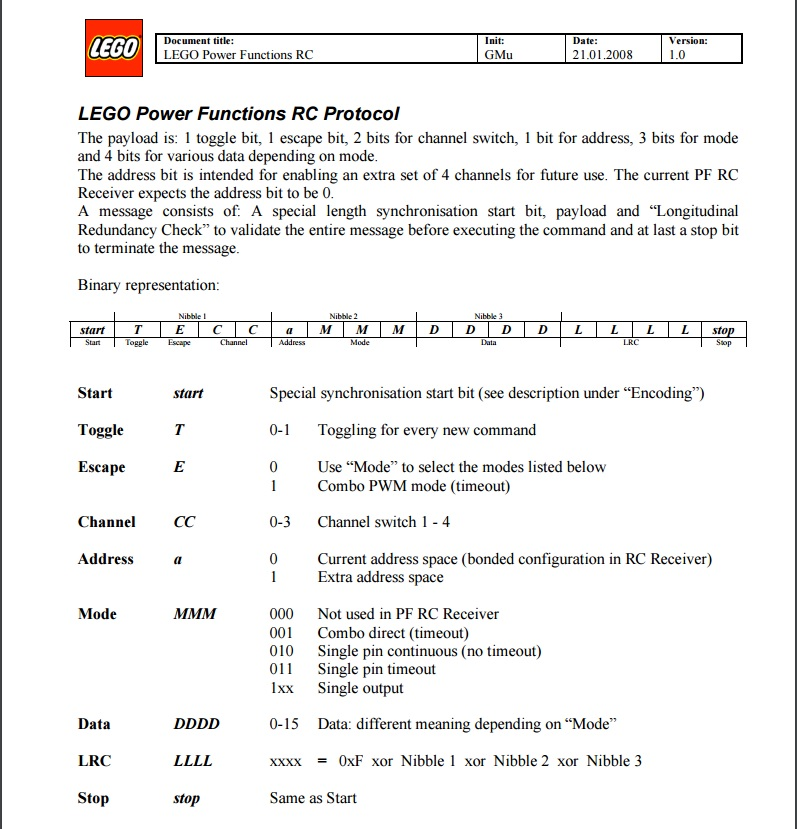 LEGO
Document title: Init: Date: Version:
LEGO Power Functions RC GMu 21.01.2008 1.0
LEGO Power Functions RC Protocol
The payload is: 1 toggle bit, 1 escape bit, 2 bits for channel switch, 1 bit for address, 3 bits for mode
and 4 bits for various data depending on mode.
The address bit is intended for enabling an extra set of 4 channels for future use. The current PF RC
Receiver expects the address bit to be 0.
A message consists of: A special length synchronisation start bit, payload and “Longitudinal
Redundancy Check” to validate the entire message before executing the command and at last a stop bit
to terminate the message.
Binary representation:
Nibble 1 Nibble 2 Nibble 3
start T E C C a M M M D D D D L L L L stop
Start Toggle Escape Channel Address Mode Data LRC Stop
Start start Special synchronisation start bit (see description under “Encoding”)
Toggle T 0-1 Toggling for every new command
Escape E 0 Use “Mode” to select the modes listed below
1 Combo PWM mode (timeout)
Channel CC 0-3 Channel switch 1 - 4
Address a 0 Current address space (bonded configuration in RC Receiver)
1 Extra address space
Mode MMM 000 Not used in PF RC Receiver
001 Combo direct (timeout)
010 Single pin continuous (no timeout)
011 Single pin timeout
1xx Single output
Data DDDD 0-15 Data: different meaning depending on “Mode”
LRC LLLL xxxx = 0xF xor Nibble 1 xor Nibble 2 xor Nibble 3
Stop stop Same as Start